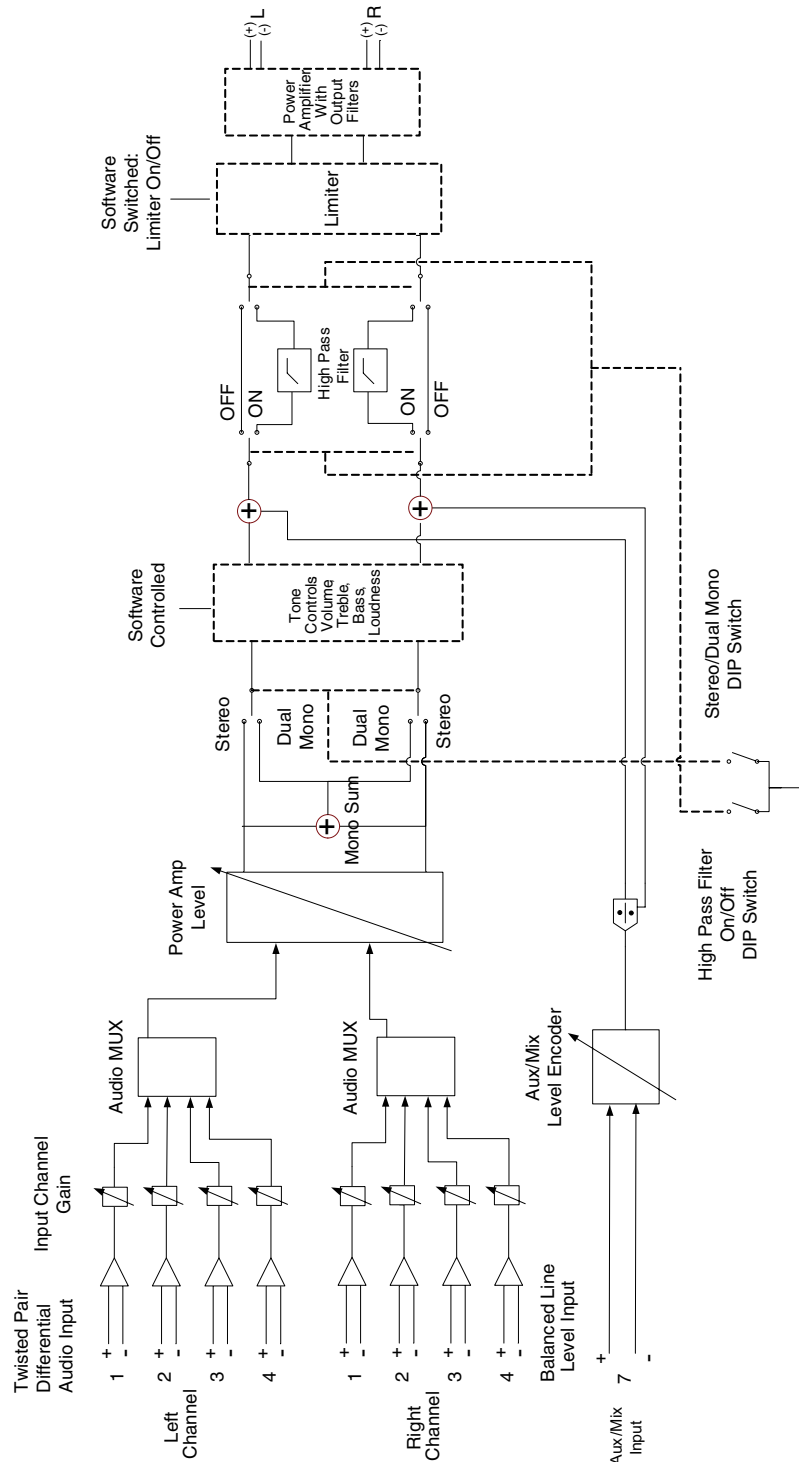 Twisted Pair
Differential
Audio Input
Input Channel
Gain
Left
Channel
1
+
-
2
+
-
3
+
-
4
+
-
Audio MUX
Right
Channel
1
+
-
2
+
-
3
+
-
4
+
-
Audio MUX
Balanced Line
Level Input
Aux/Mix
Input
7
+
-
Aux/Mix
Level Encoder
Power Amp
Level
Mono Sum
+
Stereo
Dual
Mono
Dual
Mono
Stereo
Software
Controlled
Tone
Controls
Volume,
Treble,
Bass,
Loudness
+
+
OFF
ON
High Pass
Filter
ON
OFF
Software
Switched:
Limiter On/Off
Limiter
Power
Amplifier
With
Output
Filters
(+)
(-)
L
(+)
(-)
R
High Pass Filter
On/Off
DIP Switch
Stereo/Dual Mono
DIP Switch